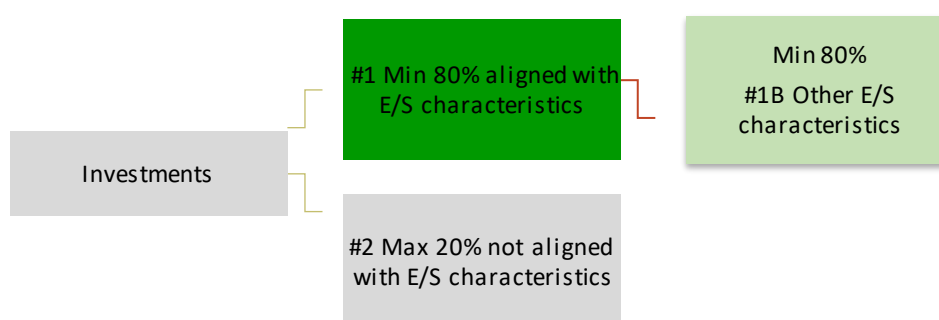 Investments
#1 Min 80% aligned with
E/S characteristics
#2 Max 20% not aligned
with E/S characteristics
Min 80%
#1B Other E/S
characteristics